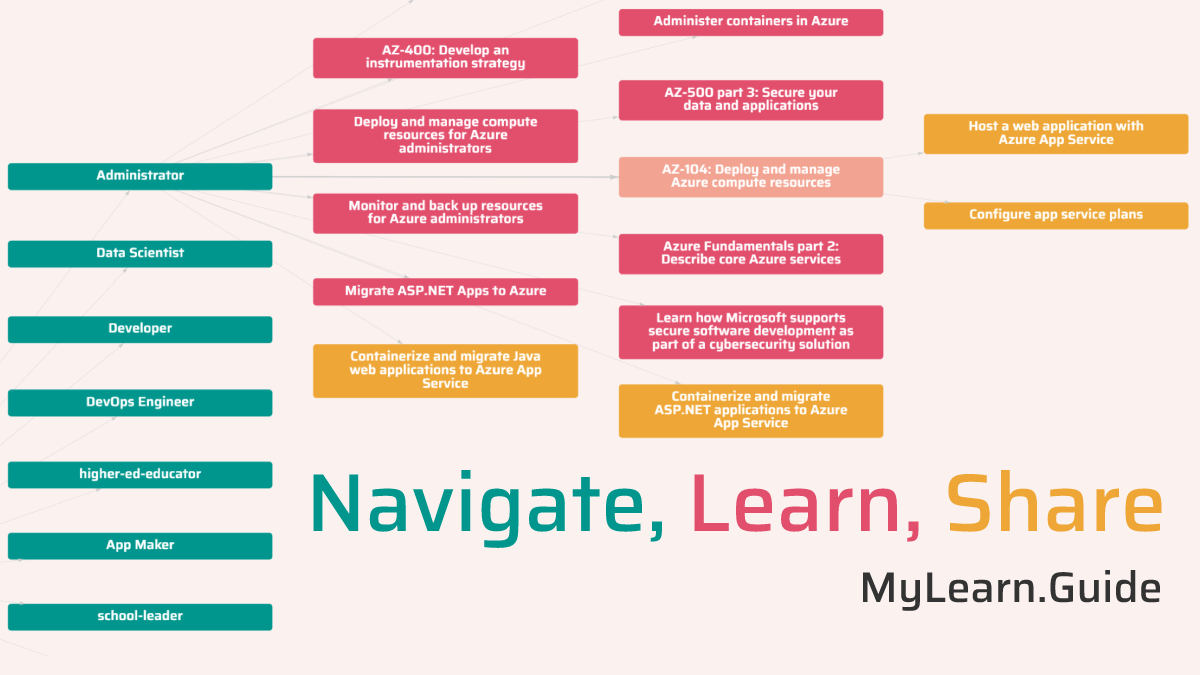 Administrator
Data Scientist
Developer
DevOps Engineer
higher-ed-educator
App Maker
school-leader
AZ-400: Develop an
instrumentation strategy
Deploy and manage compute
resources for Azure
administrators
Monitor and back up resources
for Azure administrators
Migrate ASP.NET Apps to Azure
Containerize and migrate Java
web applications to Azure App
Service
Administer containers in Azure
AZ-500 part 3: Secure your
data and applications
AZ-104: Deploy and manage
Azure compute resources
Azure Fundamentals part 2:
Describe core Azure services
Learn how Microsoft supports
secure software development as
part of a cybersecurity solution
Containerize and migrate
ASP.NET applications to Azure
App Service
Host a web application with
Azure App Service
Configure app service plans
Navigate, Learn, Share
MyLearn.Guide